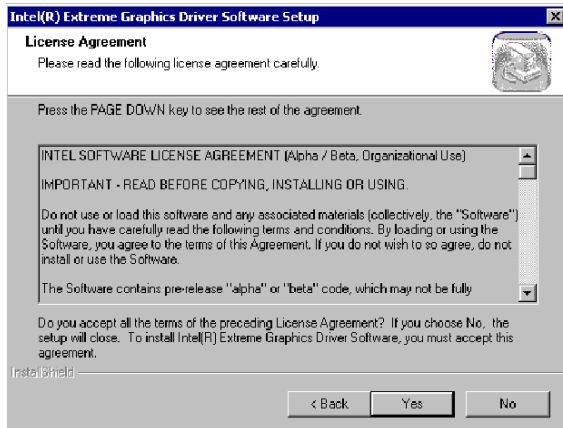 Intel(R) Extreme Graphics Driver Software Setup
License Agreement
Please read the following license agreement carefully.
Press the PAGE DOWN key to see the rest of the agreement.
INTEL SOFTWARE LICENSE AGREEMENT (Alpha / Beta, Organizational Use)
IMPORTANT - READ BEFORE COPYING, INSTALLING OR USING.
Do not use or load this software and any associated materials (collectively, the "Software")
until you have carefully read the following terms and conditions. By loading or using the
Software, you agree to the terms of this Agreement. If you do not wish to so agree, do not
install or use the Software.
The Software contains pre-release "alpha" or "beta" code, which may not be fully
Do you accept all the terms of the preceding License Agreement? If you choose No, the
setup will close. To install Intel(R) Extreme Graphics Driver Software, you must accept this
agreement.
InstallShield
< Back
Yes
No